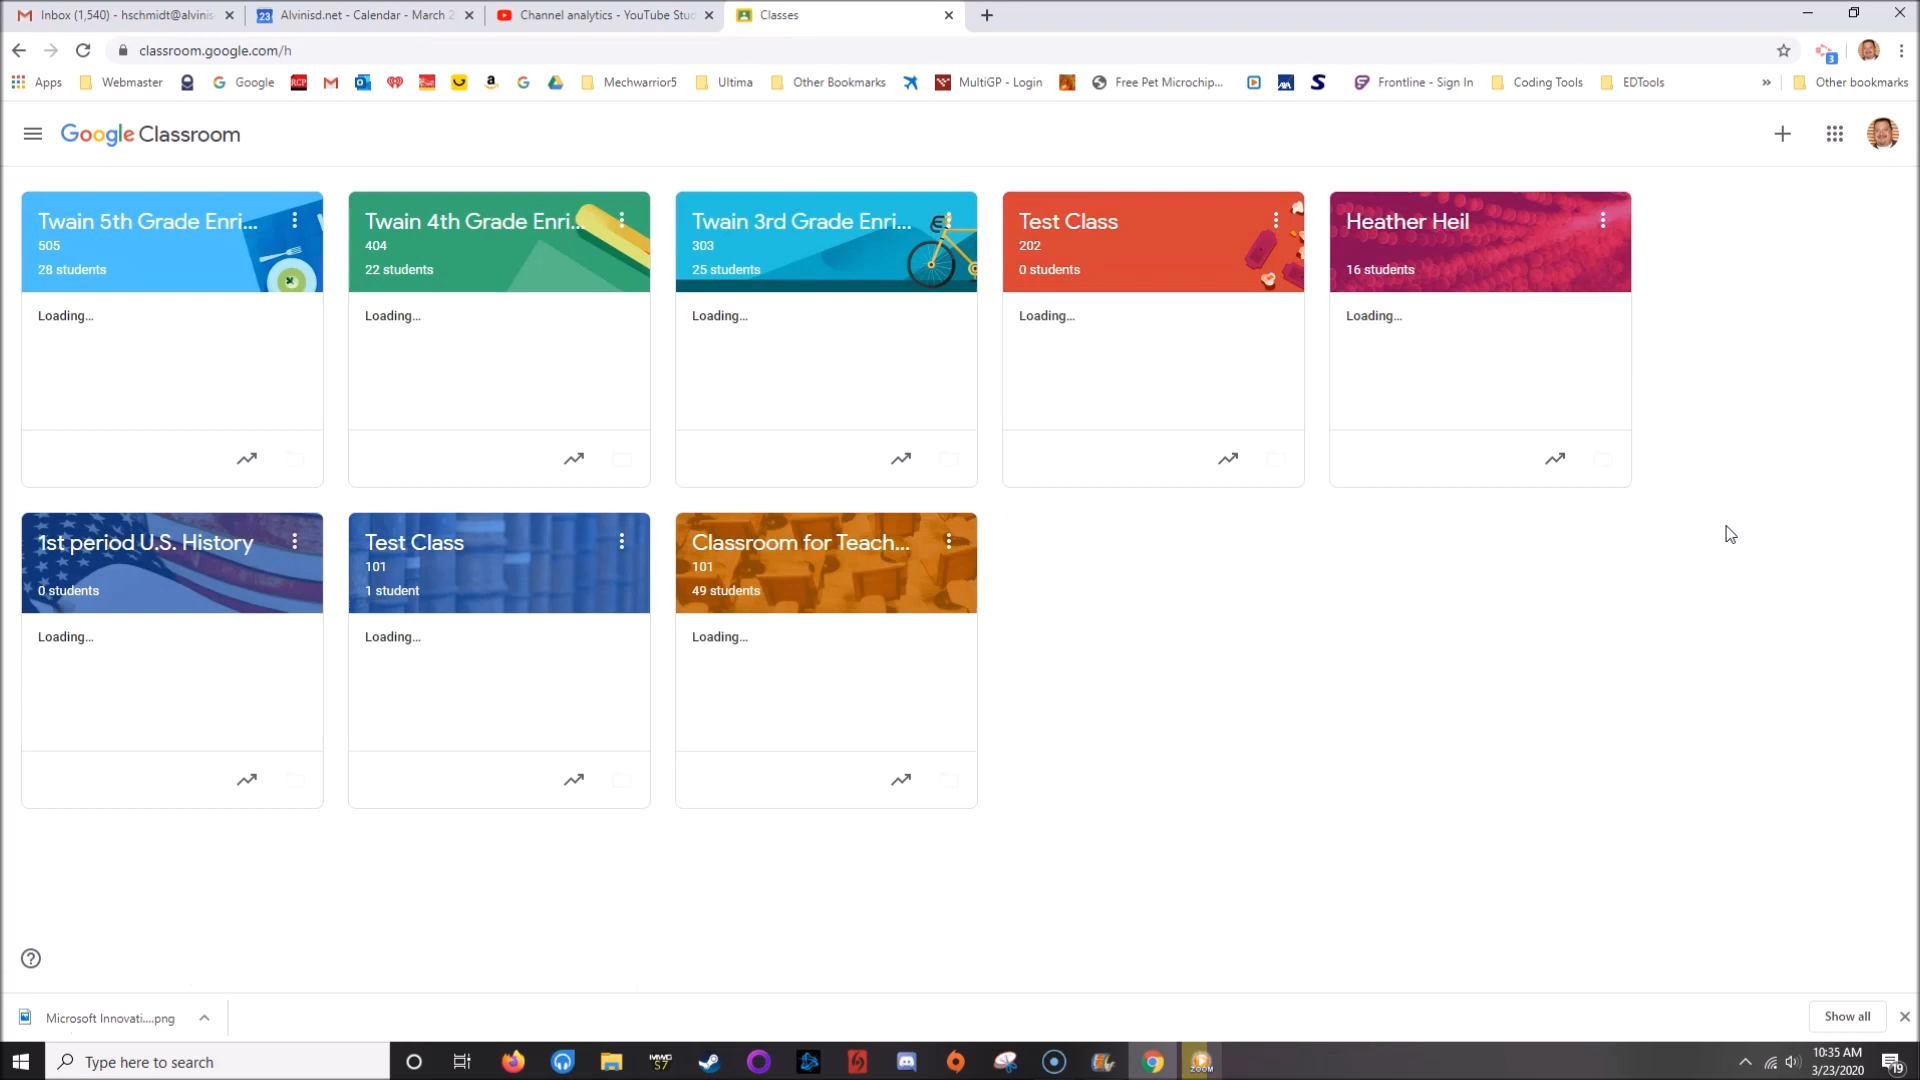 Inbox (1,540) - hschmidt@alvinis
Alvinisd.net - Calendar - March 2
Channel analytics - YouTube Stu
Classes
classroom.google.com/h
3
Apps
Webmaster
Google
RCP
Mechwarrior5
Ultima
Other Bookmarks
MultiGP - Login
Free Pet Microchip...
AXA
S
Frontline - Sign In
Coding Tools
EDTools
»
Other bookmarks
Google Classroom
Twain 5th Grade Enri...
505
28 students
Loading...
Twain 4th Grade Enri...
404
22 students
Loading...
Twain 3rd Grade Enri...
303
25 students
Loading...
Test Class
202
0 students
Loading...
Heather Heil
16 students
Loading...
1st period U.S. History
0 students
Loading...
Test Class
101
1 student
Loading...
Classroom for Teach...
101
49 students
Loading...
Microsoft Innovati....png
Show all
Type here to search
ZOOM
10:35 AM
3/23/2020
19